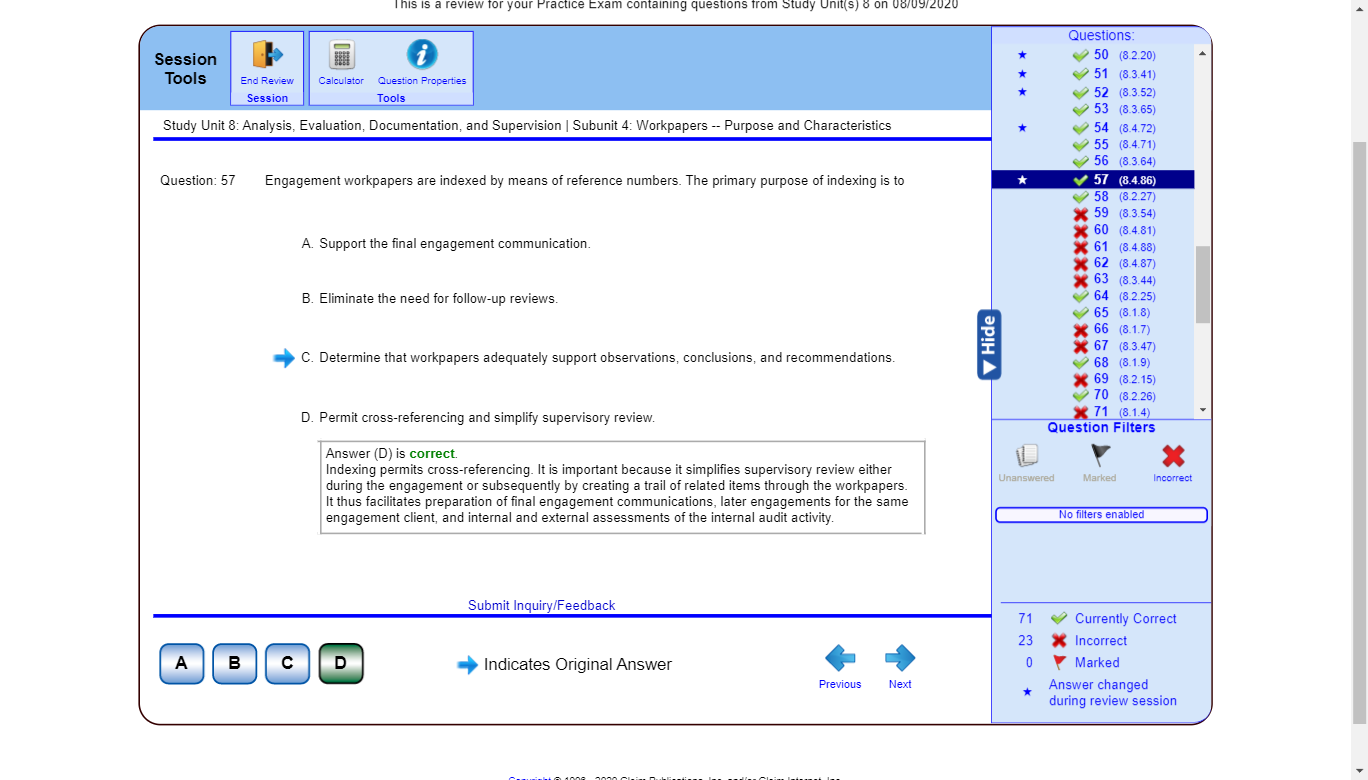 This is a review for your Practice Exam containing questions from Study Unit(s) 8 on 08/09/2020
Session
Tools
End Review
Session
Calculator
Question Properties
Tools
Study Unit 8: Analysis, Evaluation, Documentation, and Supervision | Subunit 4: Workpapers -- Purpose and Characteristics
Question: 57 Engagement workpapers are indexed by means of reference numbers. The primary purpose of indexing is to
A. Support the final engagement communication.
B. Eliminate the need for follow-up reviews.
C. Determine that workpapers adequately support observations, conclusions, and recommendations.
D. Permit cross-referencing and simplify supervisory review.
Answer (D) is correct.
Indexing permits cross-referencing. It is important because it simplifies supervisory review either
during the engagement or subsequently by creating a trail of related items through the workpapers.
It thus facilitates preparation of final engagement communications, later engagements for the same
engagement client, and internal and external assessments of the internal audit activity.
Submit Inquiry/Feedback
A B C D
Indicates Original Answer
Previous
Next
Hide
Questions:
50 (8.2.20)
51 (8.3.41)
52 (8.3.52)
53 (8.3.65)
54 (8.4.72)
55 (8.4.71)
56 (8.3.64)
57 (8.4.86)
58 (8.2.27)
59 (8.3.54)
60 (8.4.81)
61 (8.4.88)
62 (8.4.87)
63 (8.3.44)
64 (8.2.25)
65 (8.1.8)
66 (8.1.7)
67 (8.3.47)
68 (8.1.9)
69 (8.2.15)
70 (8.2.26)
71 (8.1.4)
Question Filters
Unanswered
Marked
Incorrect
No filters enabled
71 Currently Correct
23 Incorrect
0 Marked
Answer changed
during review session